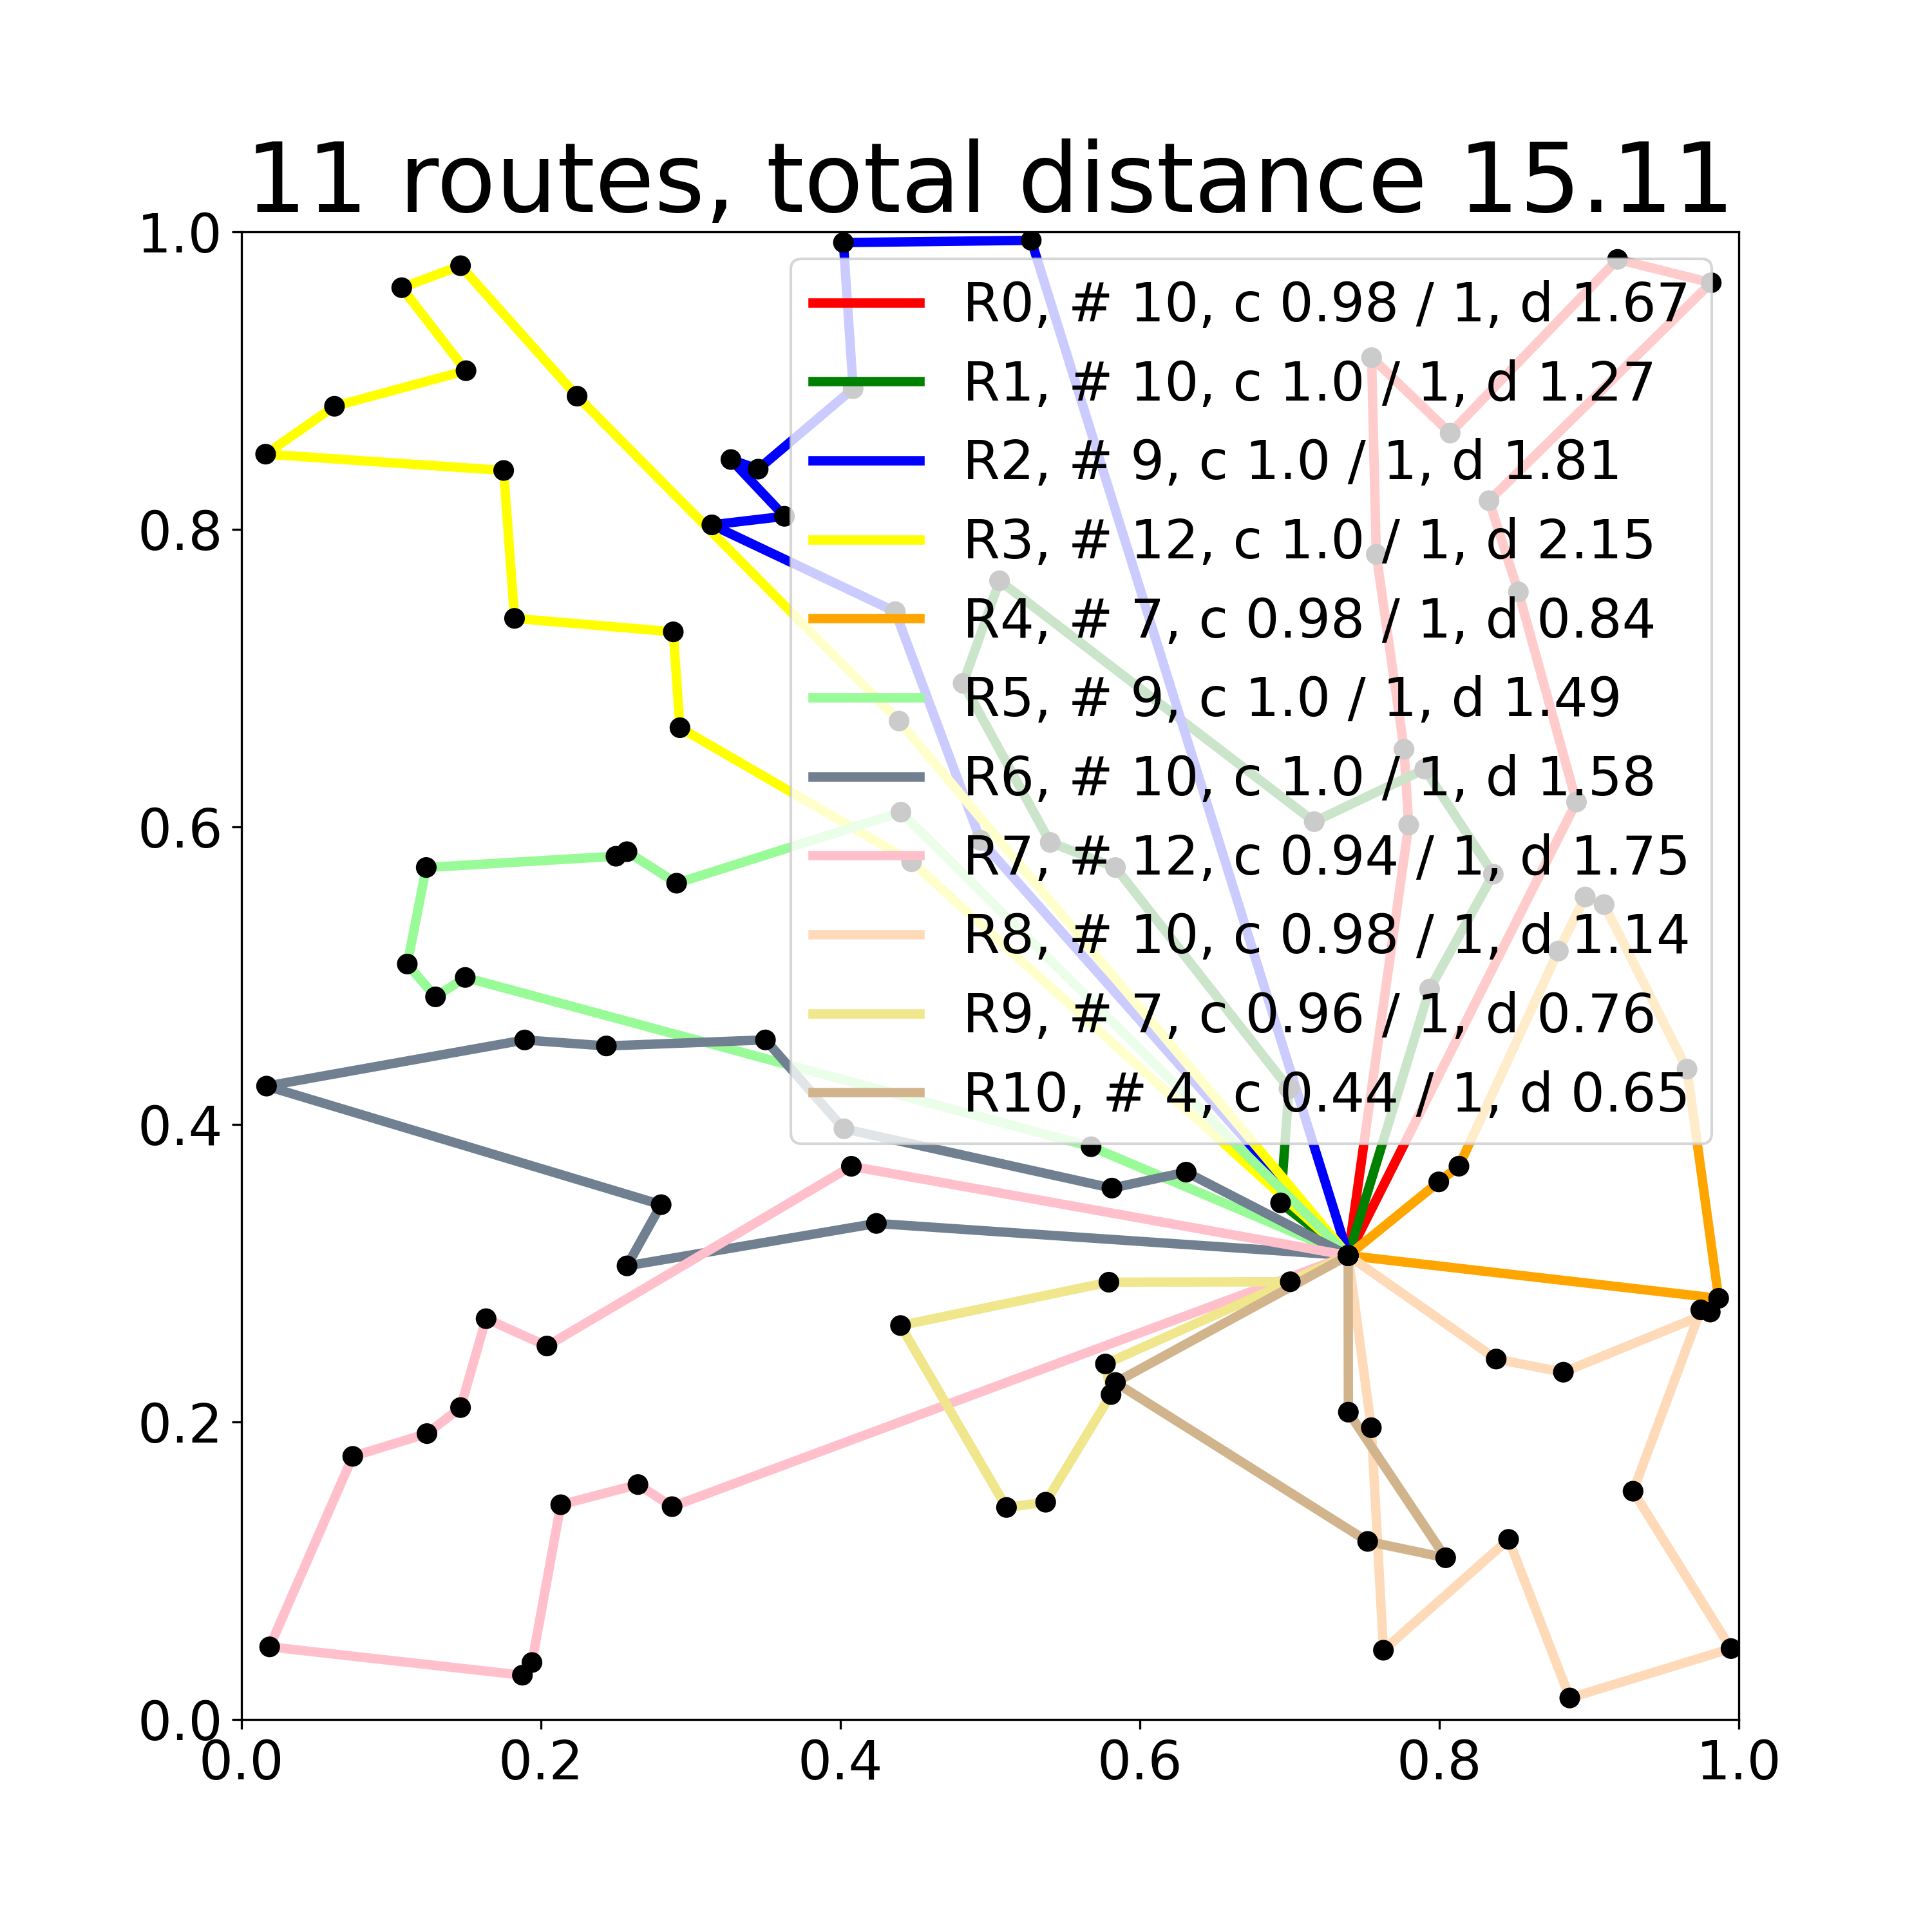 11 routes, total distance 15.11
1.0
0.8
0.6
0.4
0.2
0.0
0.0 0.2 0.4 0.6 0.8 1.0
R0, # 10, c 0.98 / 1, d 1.67
R1, # 10, c 1.0 / 1, d 1.27
R2, # 9, c 1.0 / 1, d 1.81
R3, # 12, c 1.0 / 1, d 2.15
R4, # 7, c 0.98 / 1, d 0.84
R5, # 9, c 1.0 / 1, d 1.49
R6, # 10, c 1.0 / 1, d 1.58
R7, # 12, c 0.94 / 1, d 1.75
R8, # 10, c 0.98 / 1, d 1.14
R9, # 7, c 0.96 / 1, d 0.76
R10, # 4, c 0.44 / 1, d 0.65